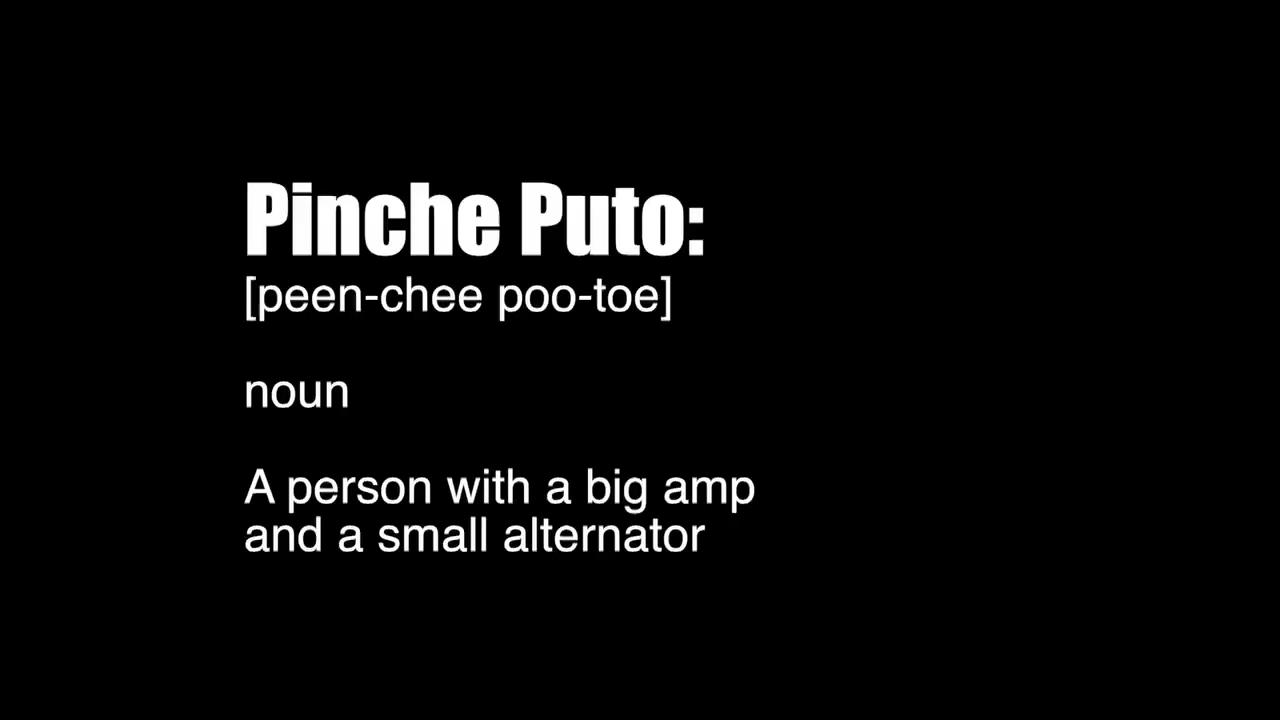 Pinche Puto:
[peen-chee poo-toe]
noun
A person with a big amp
and a small alternator